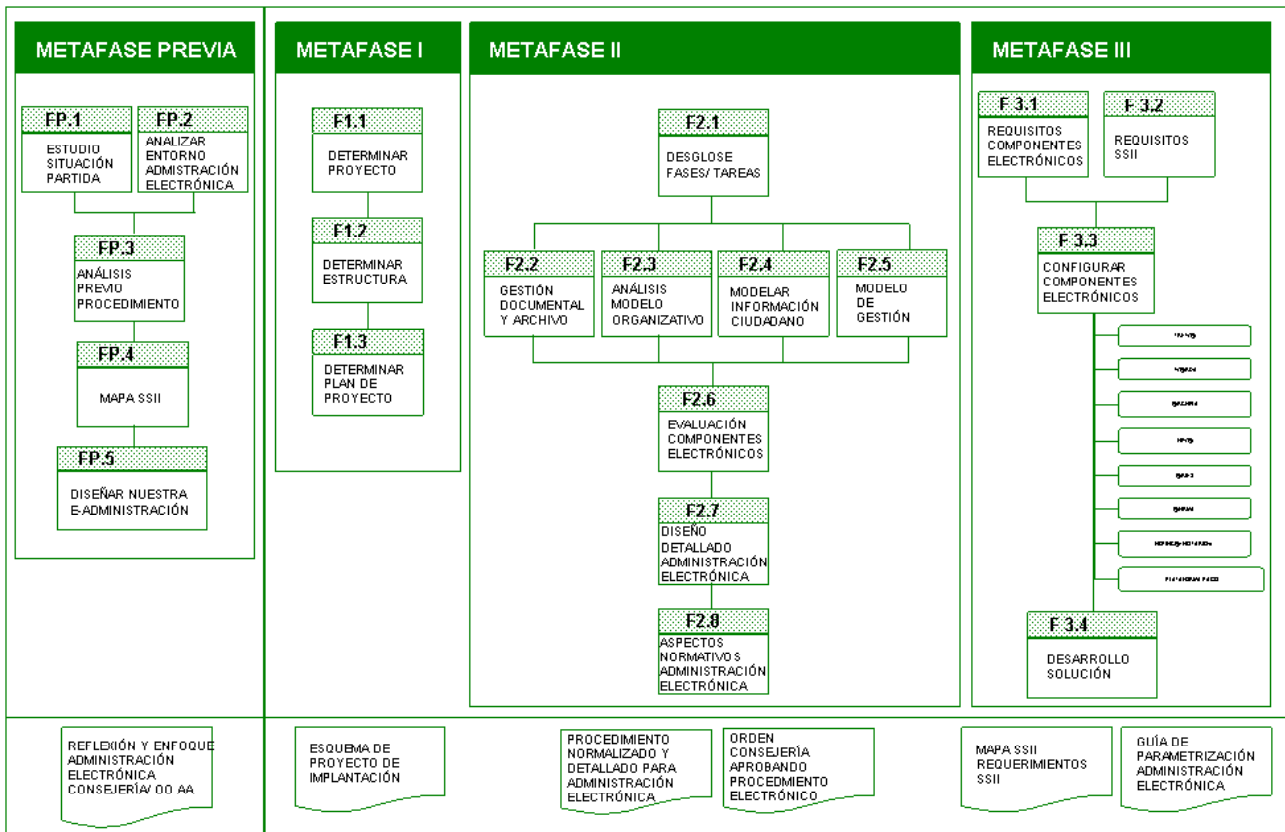 METAFASE PREVIA
FP.1
ESTUDIO
SITUACIÓN
PARTIDA
FP.2
ANALIZAR
ENTORNO
ADMISTRACIÓN
ELECTRÓNICA
FP.3
ANÁLISIS
PREVIO
PROCEDIMIENTO
FP.4
MAPA SSII
FP.5
DISEÑAR NUESTRA
E-ADMINISTRACIÓN
METAFASE I
F1.1
DETERMINAR
PROYECTO
F1.2
DETERMINAR
ESTRUCTURA
F1.3
DETERMINAR
PLAN DE
PROYECTO
METAFASE II
F2.1
DESGLOSE
FASES/ TAREAS
F2.2
GESTIÓN
DOCUMENTAL
Y ARCHIVO
F2.3
ANÁLISIS
MODELO
ORGANIZATIVO
F2.4
MODELAR
INFORMACIÓN
CIUDADANO
F2.5
MODELO
DE
GESTIÓN
F2.6
EVALUACIÓN
COMPONENTES
ELECTRÓNICOS
F2.7
DISEÑO
DETALLADO
ADMINISTRACIÓN
ELECTRÓNICA
F2.8
ASPECTOS
NORMATIVOS
ADMINISTRACIÓN
ELECTRÓNICA
METAFASE III
F 3.1
REQUISITOS
COMPONENTES
ELECTRÓNICOS
F 3.2
REQUISITOS
SSII
F 3.3
CONFIGURAR
COMPONENTES
ELECTRÓNICOS
F 3.4
DESARROLLO
SOLUCIÓN
REFLEXIÓN Y ENFOQUE
ADMINISTRACIÓN
ELECTRÓNICA
CONSEJERÍA/ OO AA
ESQUEMA DE
PROYECTO DE
IMPLANTACIÓN
PROCEDIMIENTO
NORMALIZADO Y
DETALLADO PARA
ADMINISTRACIÓN
ELECTRÓNICA
ORDEN
CONSEJERÍA
APROBANDO
PROCEDMIENTO
ELECTRÓNICO
MAPA SSII
REQUERIMIENTOS
SSII
GUÍA DE
PARAMETRIZACIÓN
ADMINISTRACIÓN
ELECTRÓNICA